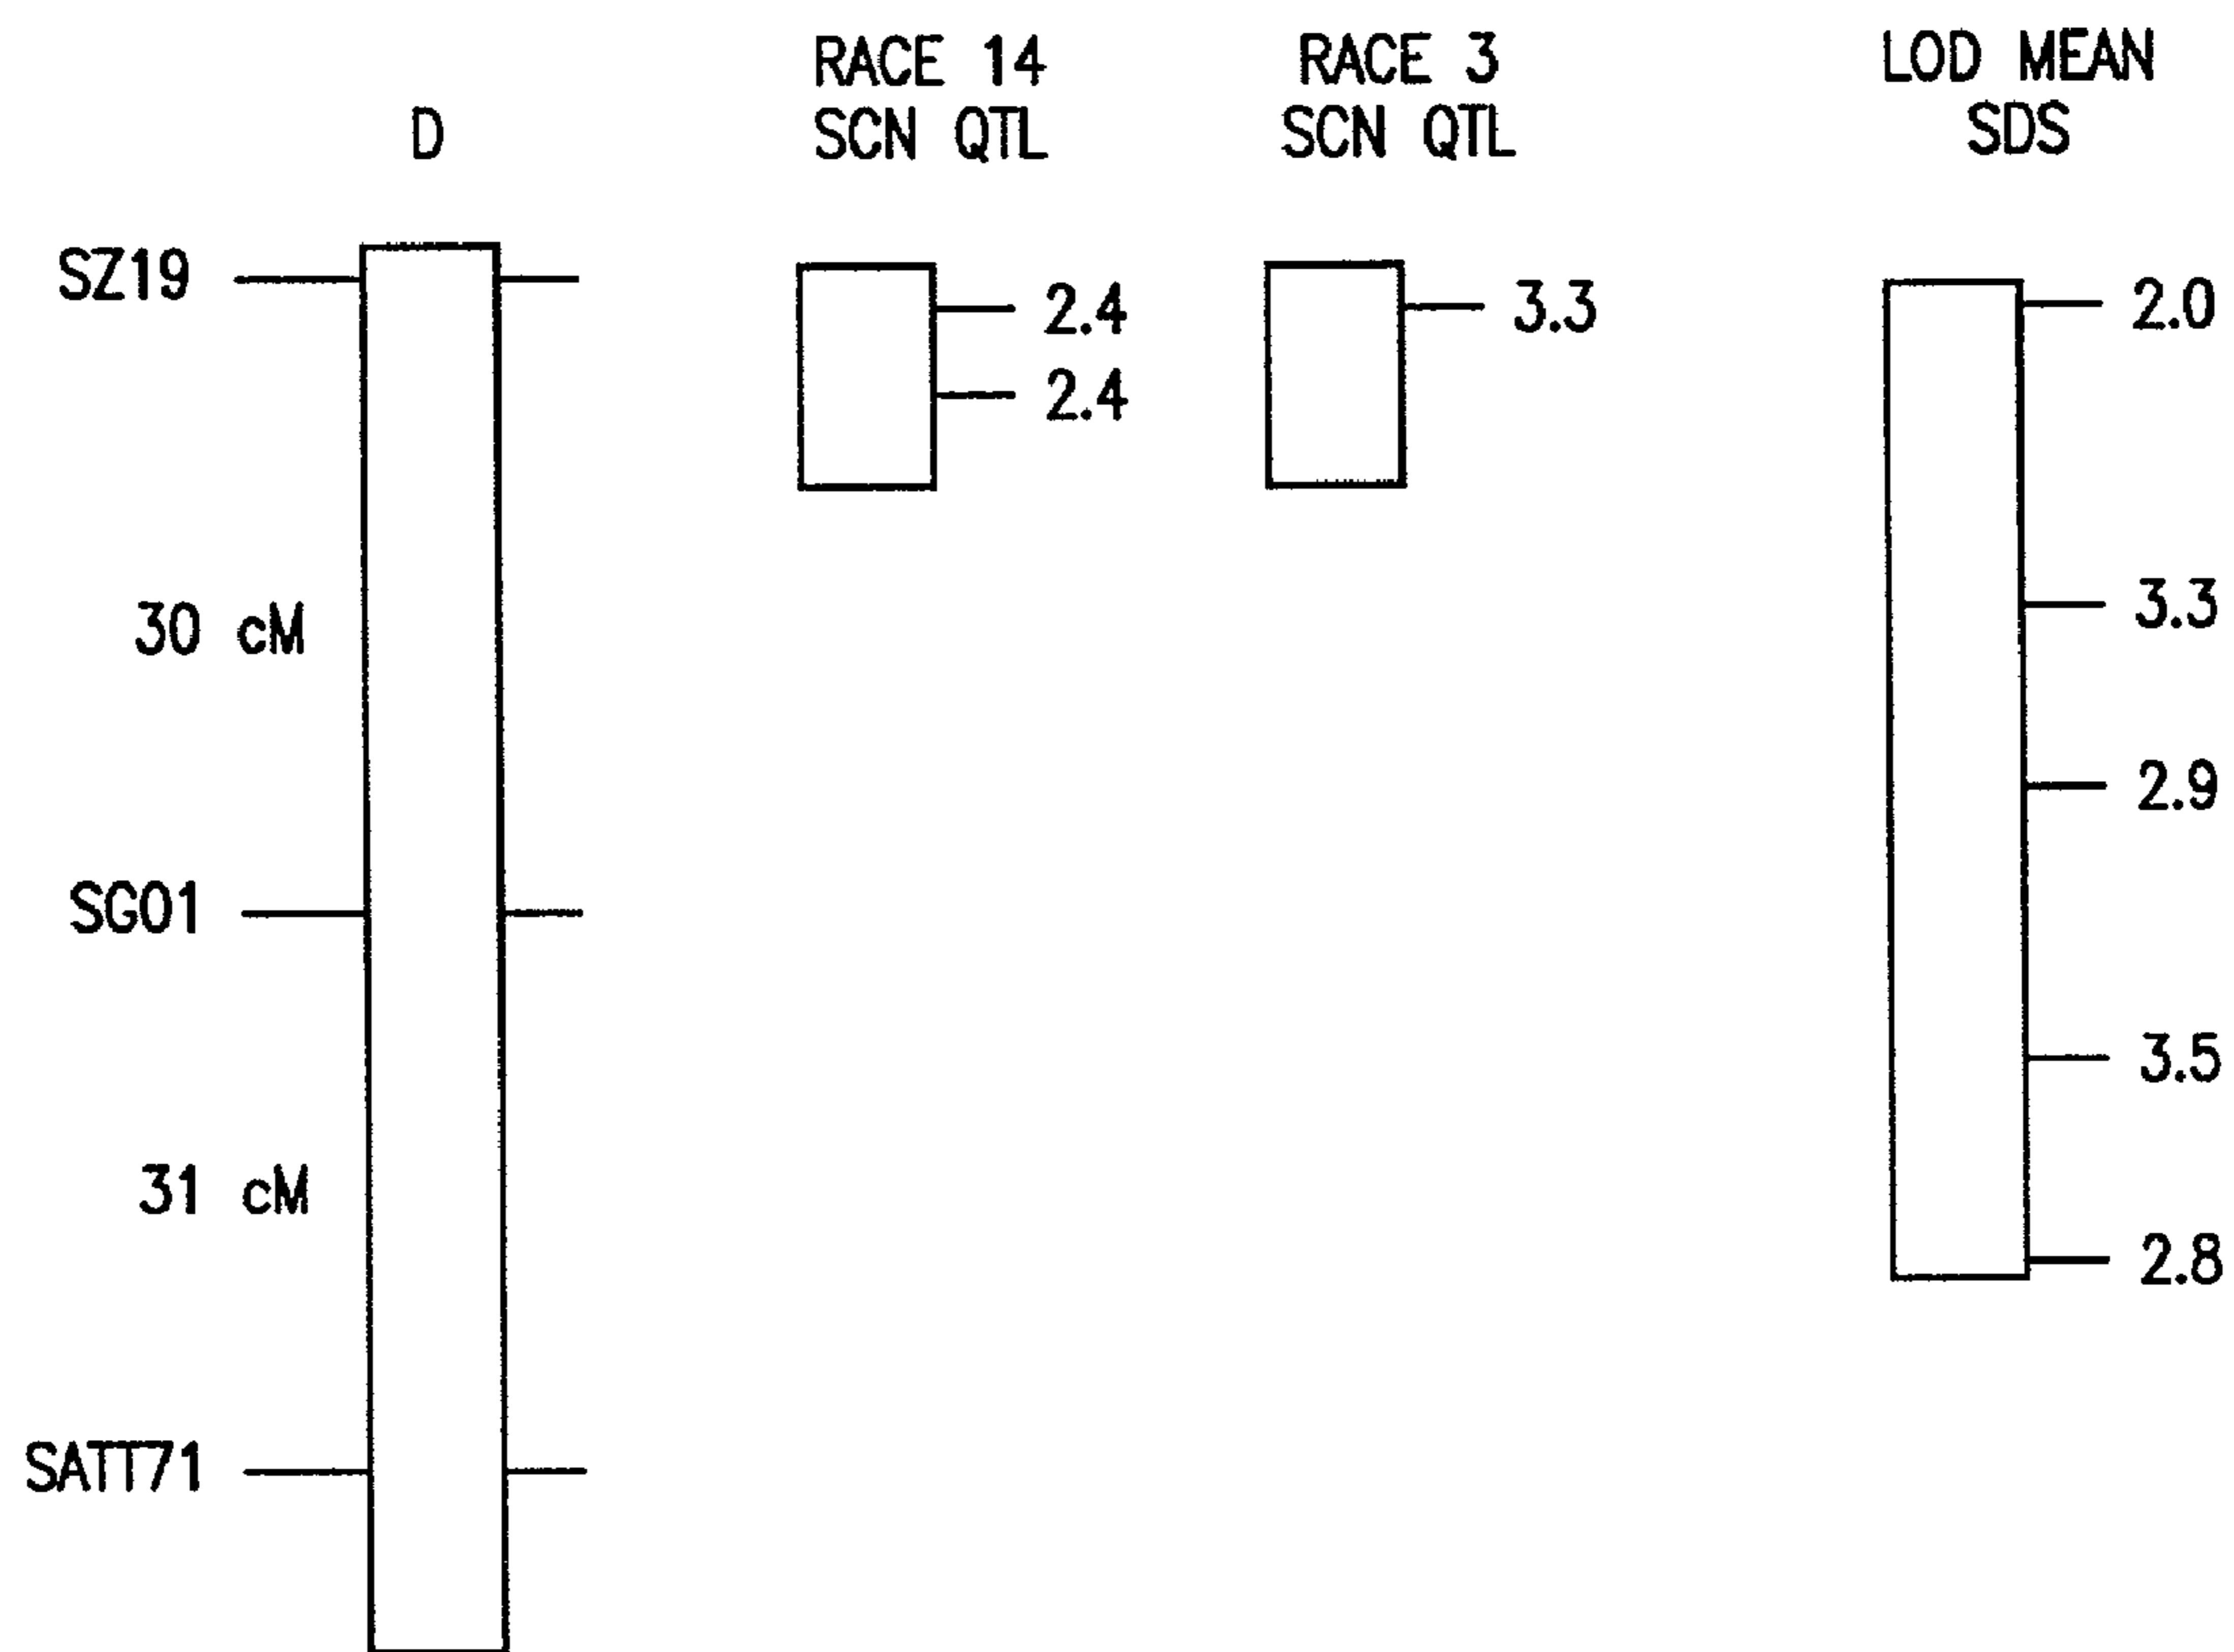 D
RACE 14
SCN QTL
RACE 3
SCN QTL
LOD MEAN
SDS
SZ19
30 cM
SG01
31 cM
SATT71
2.4
2.4
3.3
2.0
3.3
2.9
3.5
2.8